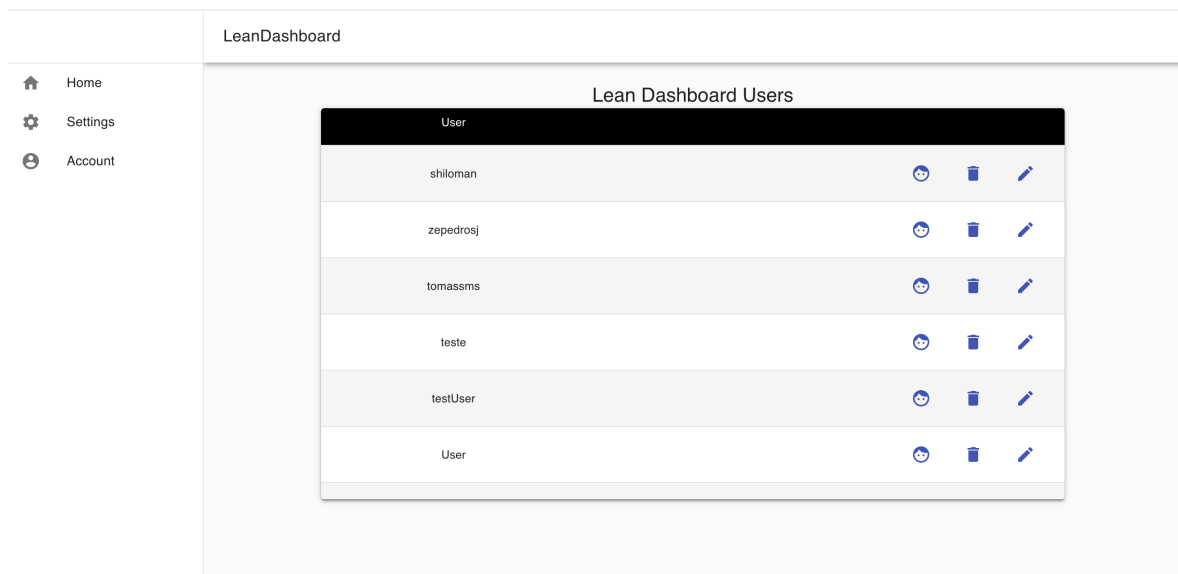 LeanDashboard
Home
Settings
Account
Lean Dashboard Users
User
shiloman
zepedrosj
tomassms
teste
testUser
User